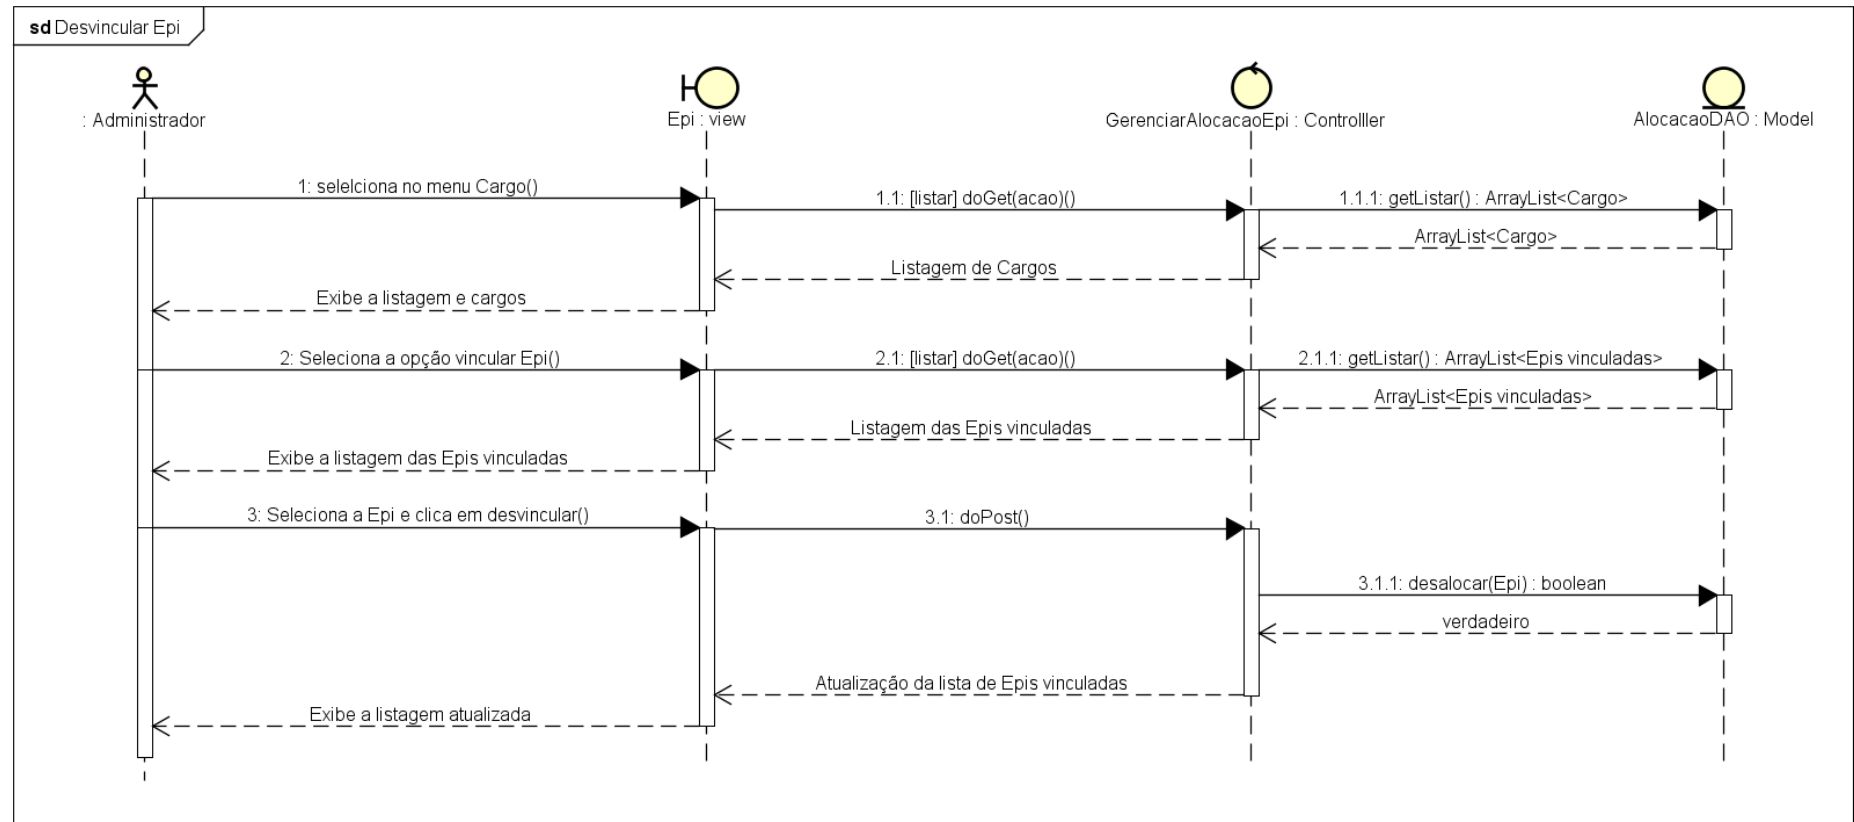 sd Desvincular Epi
: Administrador
Epi : view
GerenciarAlocacaoEpi : Controlller
AlocacaoDAO : Model
1: selelciona no menu Cargo()
1.1: [listar] doGet(acao)()
1.1.1: getListar() : ArrayList<Cargo>
ArrayList<Cargo>
Listagem de Cargos
Exibe a listagem e cargos
2: Seleciona a opção vincular Epi()
2.1: [listar] doGet(acao)()
2.1.1: getListar() : ArrayList<Epis vinculadas>
ArrayList<Epis vinculadas>
Listagem das Epis vinculadas
Exibe a listagem das Epis vinculadas
3: Seleciona a Epi e clica em desvincular()
3.1: doPost()
3.1.1: desalocar(Epi) : boolean
verdadeiro
Atualização da lista de Epis vinculadas
Exibe a listagem atualizada